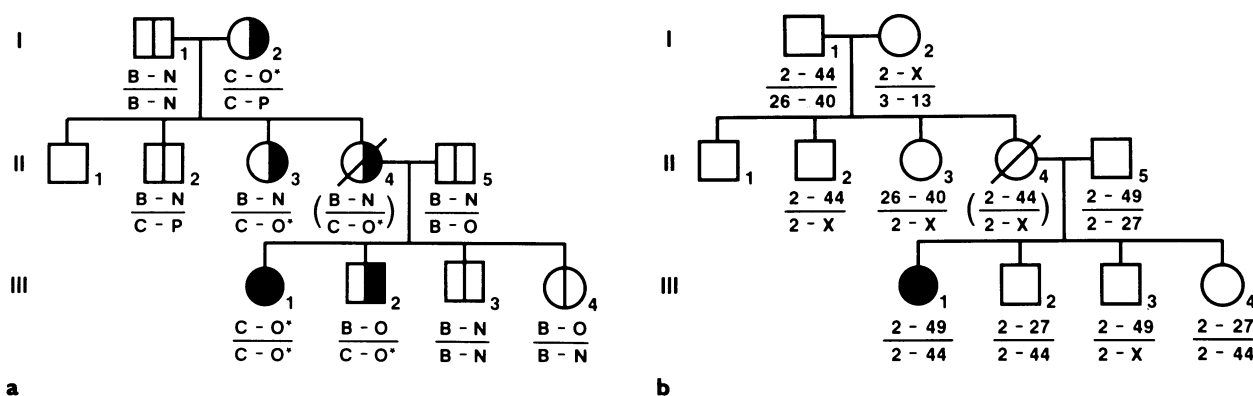 I
1 2
B - N C - O*
B - N C - P
II
1 2 3 4 5
B - N B - N (B - N B - N
C - P C - O* C - O*) B - O
III
1 2 3 4
C - O* B - O B - N B - O
C - O* C - O* B - N B - N
a
I
1 2
2 - 44 2 - X
26 - 40 3 - 13
II
1 2 3 4 5
2 - 44 26 - 40 (2 - 44 2 - 49
2 - X 2 - X 2 - X) 2 - 27
III
1 2 3 4
2 - 49 2 - 27 2 - 49 2 - 27
2 - 44 2 - 44 2 - X 2 - 44
b